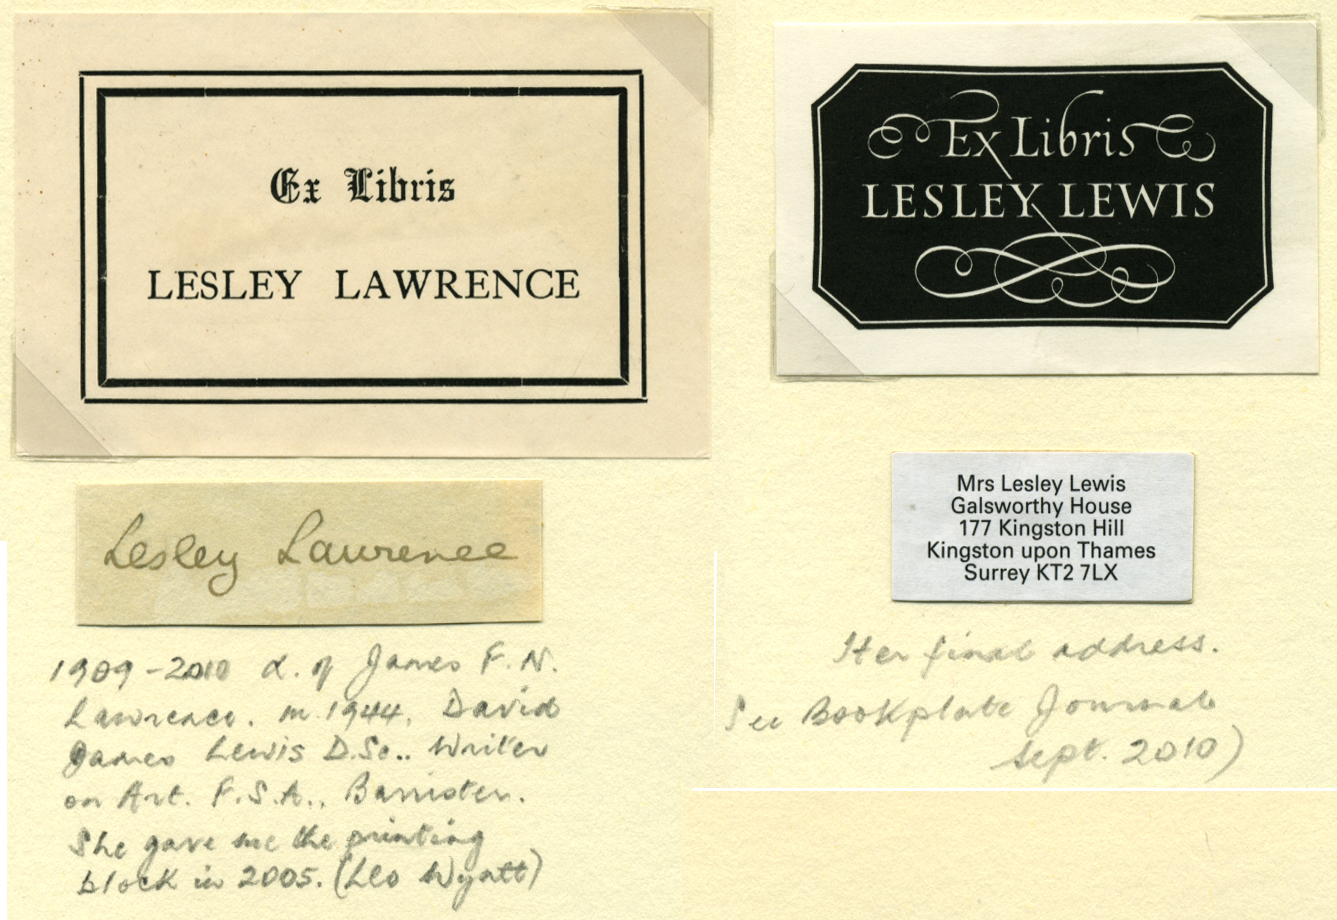 Ex Libris
LESLEY LAWRENCE
Lesley Lawrence
1909-2010 d. of James F. N.
Lawrence. m. 1944, David
James Lewis D.Sc.. Writer
on Art. F.S.A., Barrister.
She gave me the printing
block in 2005. (Leo Wyatt)
Ex Libris
LESLEY LEWIS
Mrs Lesley Lewis
Galsworthy House
177 Kingston Hill
Kingston upon Thames
Surrey KT2 7LX
Her final address.
See Bookplate Journal
Sept. 2010)